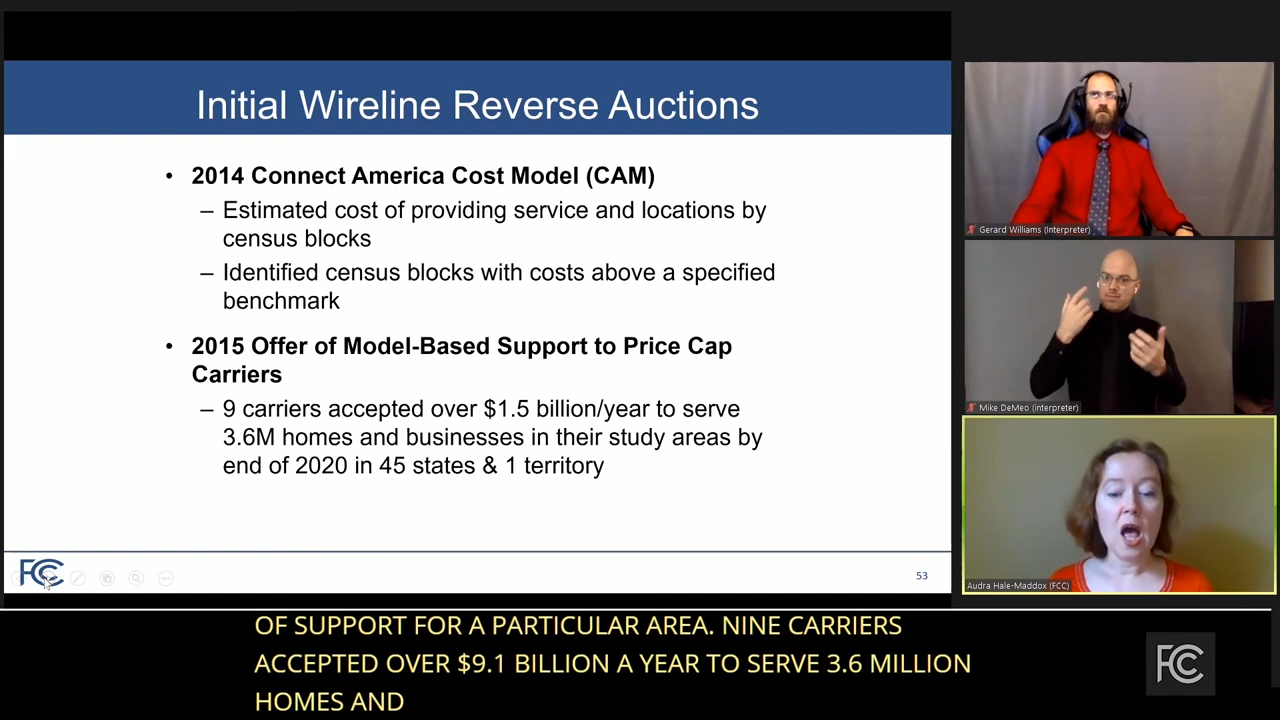 Initial Wireline Reverse Auctions
• 2014 Connect America Cost Model (CAM)
– Estimated cost of providing service and locations by
census blocks
– Identified census blocks with costs above a specified
benchmark
• 2015 Offer of Model-Based Support to Price Cap
Carriers
– 9 carriers accepted over $1.5 billion/year to serve
3.6M homes and businesses in their study areas by
end of 2020 in 45 states & 1 territory
FCC
53
Gerard Williams (Interpreter)
Mike DeMeo (interpreter)
Audra Hale-Maddox (FCC)
OF SUPPORT FOR A PARTICULAR AREA. NINE CARRIERS
ACCEPTED OVER $9.1 BILLION A YEAR TO SERVE 3.6 MILLION
HOMES AND
FCC